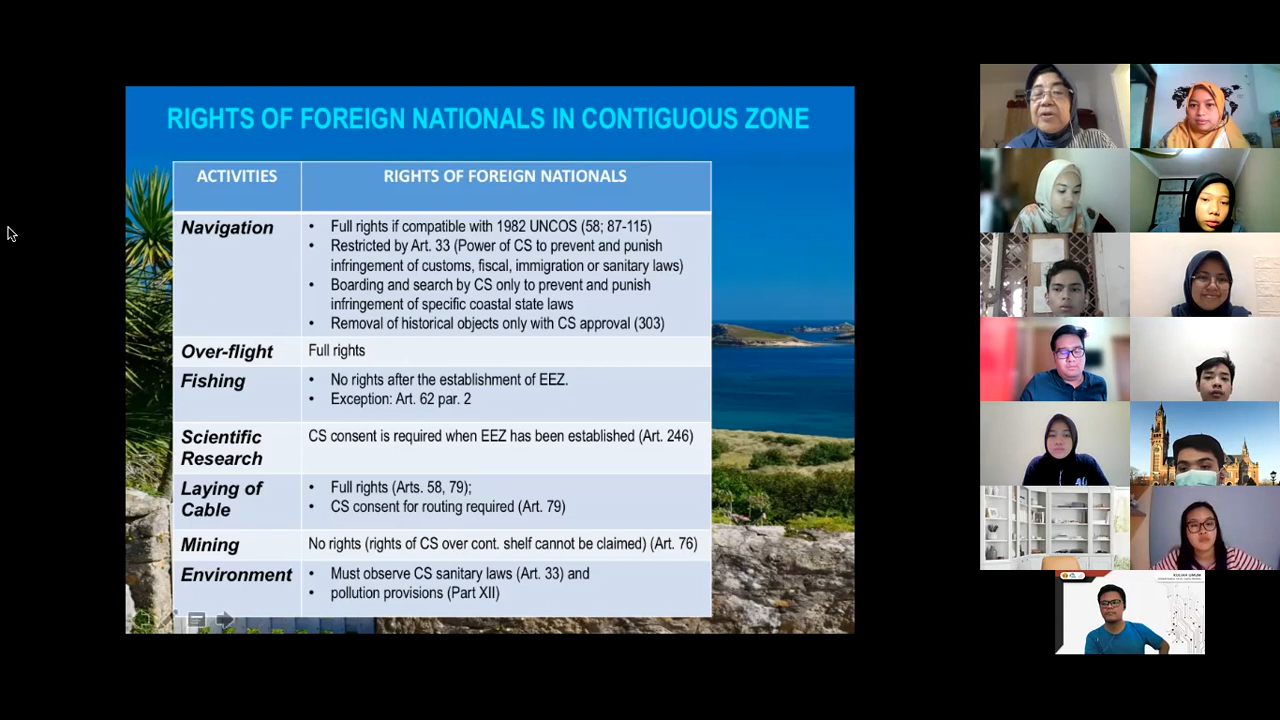 RIGHTS OF FOREIGN NATIONALS IN CONTIGUOUS ZONE
ACTIVITIES
RIGHTS OF FOREIGN NATIONALS
Navigation
• Full rights if compatible with 1982 UNCOS (58; 87-115)
• Restricted by Art. 33 (Power of CS to prevent and punish
infringement of customs, fiscal, immigration or sanitary laws)
• Boarding and search by CS only to prevent and punish
infringement of specific coastal state laws
• Removal of historical objects only with CS approval (303)
Over-flight
Full rights
Fishing
• No rights after the establishment of EEZ.
• Exception: Art. 62 par. 2
Scientific
Research
CS consent is required when EEZ has been established (Art. 246)
Laying of
Cable
• Full rights (Arts. 58, 79);
• CS consent for routing required (Art. 79)
Mining
No rights (rights of CS over cont. shelf cannot be claimed) (Art. 76)
Environment
• Must observe CS sanitary laws (Art. 33) and
• pollution provisions (Part XII)
KULIAH UMUM